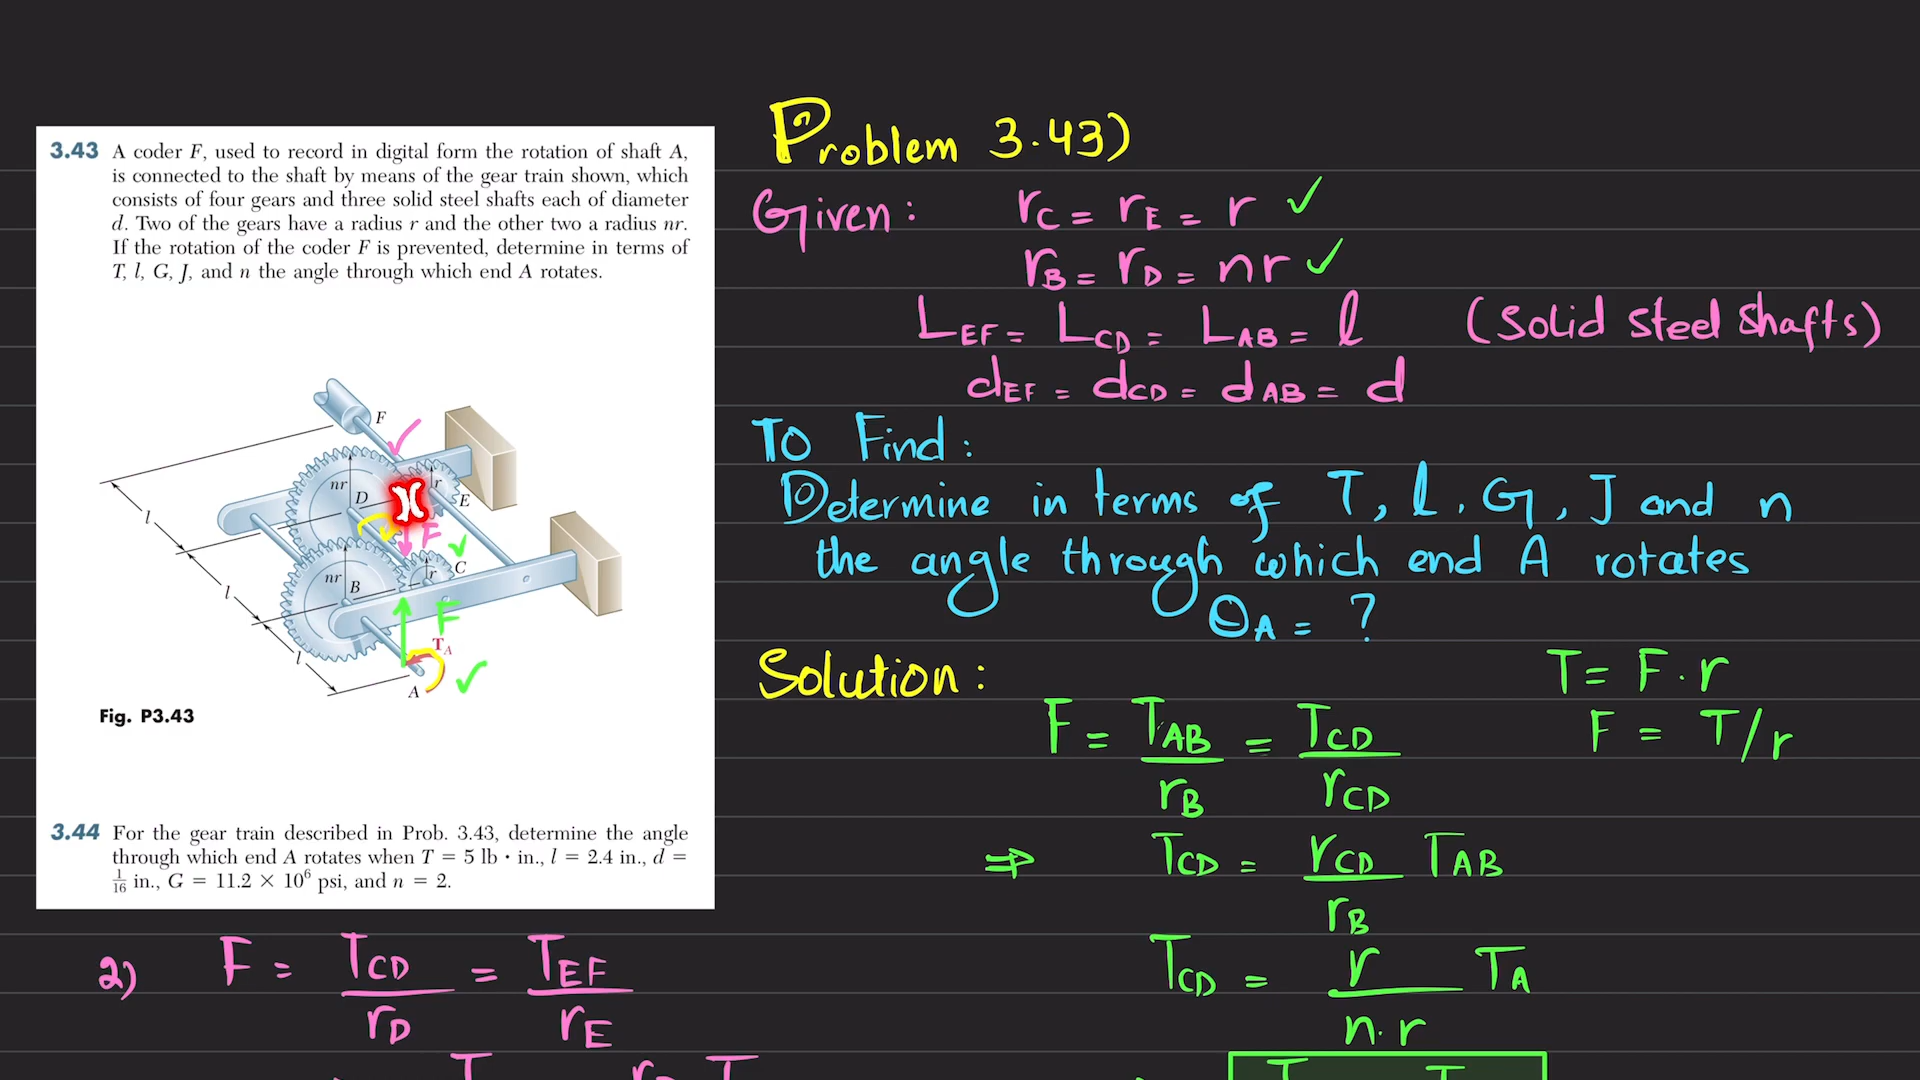 3.43 A coder F, used to record in digital form the rotation of shaft A,
is connected to the shaft by means of the gear train shown, which
consists of four gears and three solid steel shafts each of diameter
d. Two of the gears have a radius r and the other two a radius nr.
If the rotation of the coder F is prevented, determine in terms of
T, l, G, J, and n the angle through which end A rotates.
F
nr
D
r
E
F
l
nr
B
r
C
l
F
T_A
l
A
Fig. P3.43
3.44 For the gear train described in Prob. 3.43, determine the angle
through which end A rotates when T = 5 lb · in., l = 2.4 in., d =
1/16 in., G = 11.2 × 10^6 psi, and n = 2.
2) F = T_CD / r_D = T_EF / r_E
Problem 3.43)
Given : r_C = r_E = r ✓
r_B = r_D = nr ✓
L_EF = L_CD = L_AB = l (Solid Steel Shafts)
d_EF = d_CD = d_AB = d
To Find :
Determine in terms of T, l, G, J and n
the angle through which end A rotates
θ_A = ?
Solution :
T = F · r
F = T/r
F = T_AB / r_B = T_CD / r_CD
⇒ T_CD = r_CD / r_B T_AB
T_CD = r / n · r T_A